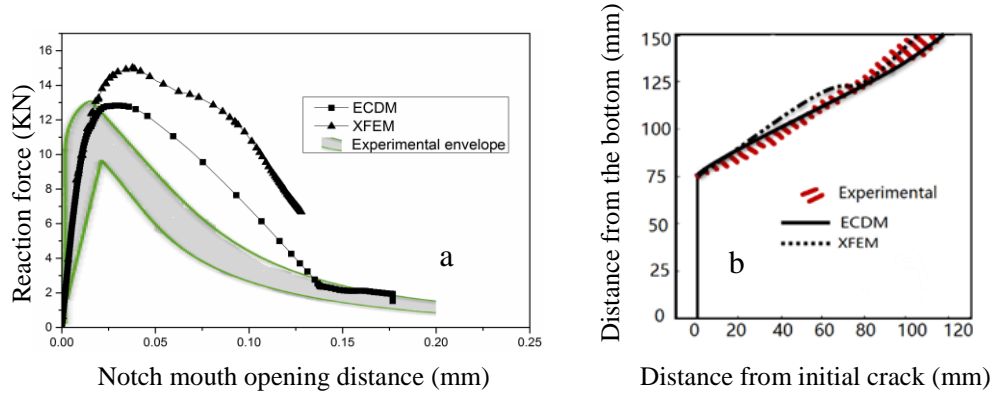 Reaction force (KN)
16
14
12
10
8
6
4
2
0
0.00
0.05
0.10
0.15
0.20
0.25
ECDM
XFEM
Experimental envelope
a
Notch mouth opening distance (mm)
Distance from the bottom (mm)
150
125
100
75
50
25
0
0
20
40
60
80
100
120
Experimental
ECDM
XFEM
b
Distance from initial crack (mm)